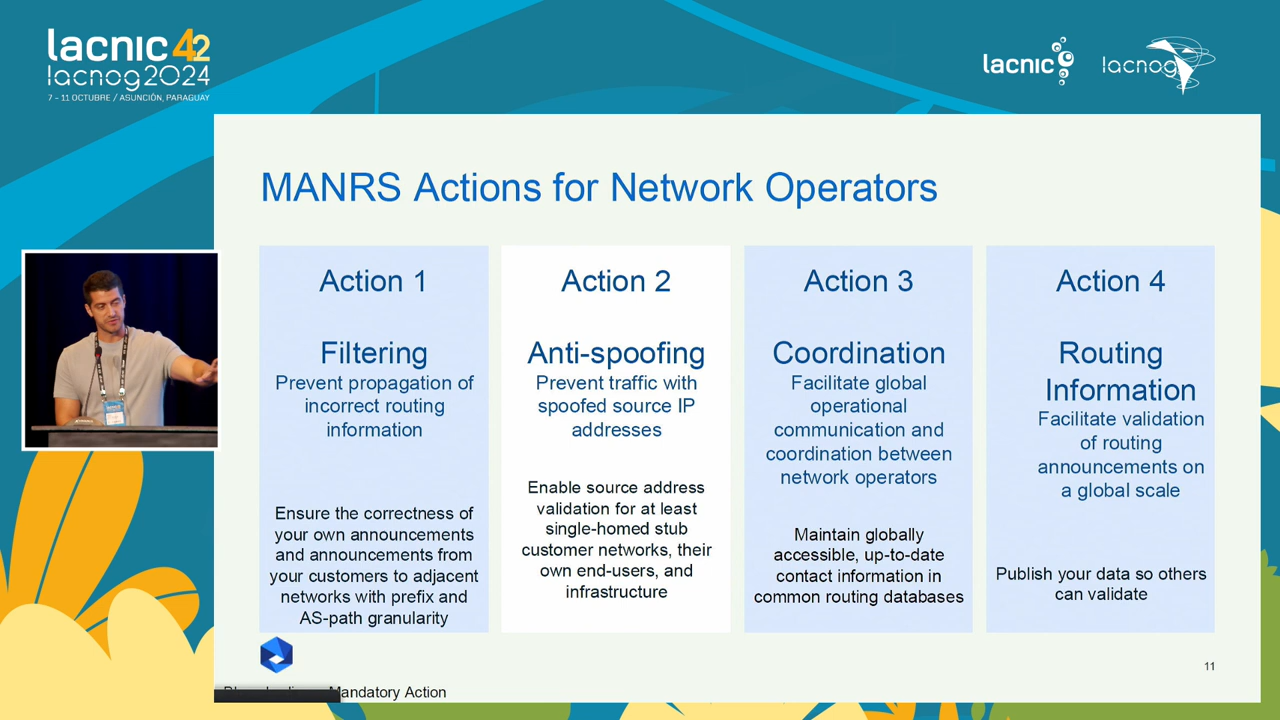 lacnic 42
lacnog 2024
7 - 11 OCTUBRE / ASUNCIÓN, PARAGUAY
lacnic
lacnog
MANRS Actions for Network Operators
Action 1
Filtering
Prevent propagation of
incorrect routing
information
Ensure the correctness of
your own announcements
and announcements from
your customers to adjacent
networks with prefix and
AS-path granularity
Action 2
Anti-spoofing
Prevent traffic with
spoofed source IP
addresses
Enable source address
validation for at least
single-homed stub
customer networks, their
own end-users, and
infrastructure
Action 3
Coordination
Facilitate global
operational
communication and
coordination between
network operators
Maintain globally
accessible, up-to-date
contact information in
common routing databases
Action 4
Routing
Information
Facilitate validation
of routing
announcements on
a global scale
Publish your data so others
can validate
11
Mandatory Action